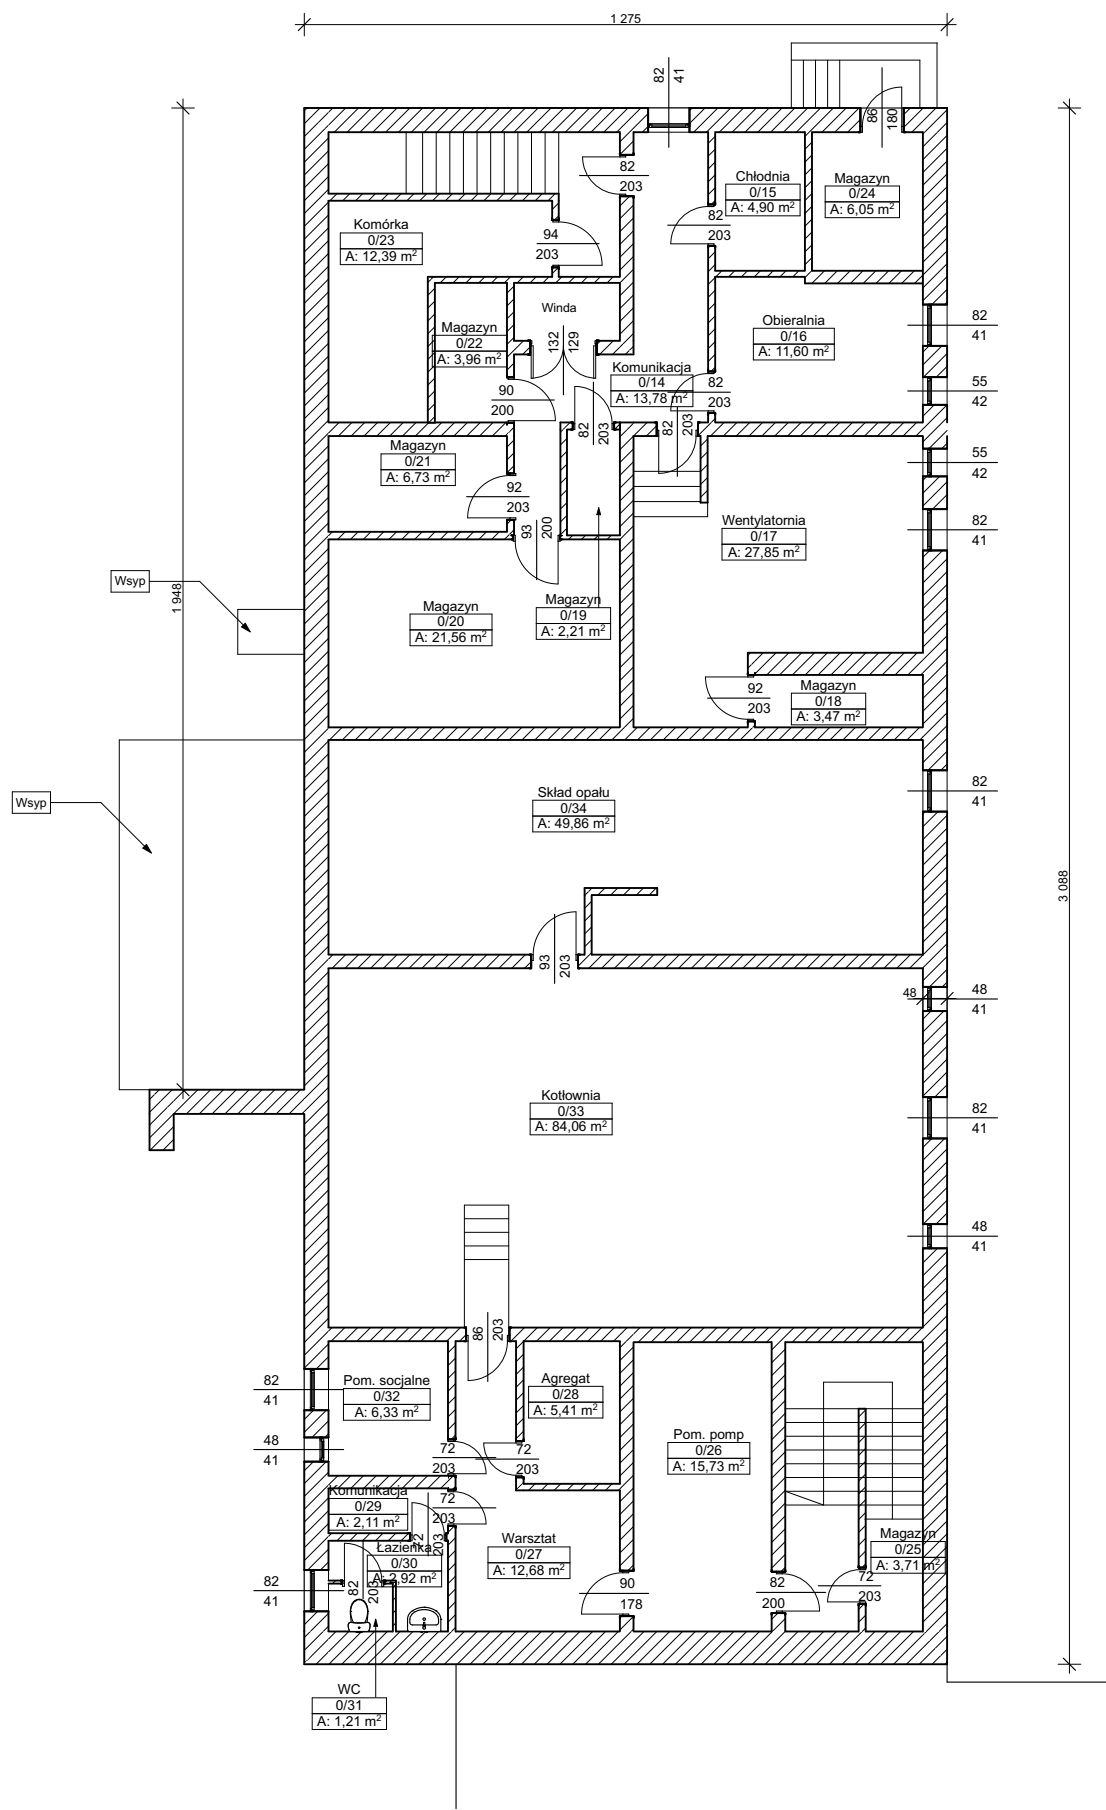 1 275
82
41
86
180
82
203
Chłodnia
0/15
A: 4,90 m²
Magazyn
0/24
A: 6,05 m²
82
203
Komórka
0/23
A: 12,39 m²
94
203
Winda
132
129
Magazyn
0/22
A: 3,96 m²
Obieralnia
0/16
A: 11,60 m²
82
41
Komunikacja
0/14
A: 13,78 m²
82
203
55
42
90
200
82
203
82
203
Magazyn
0/21
A: 6,73 m²
55
42
92
203
93
200
Wentylatornia
0/17
A: 27,85 m²
82
41
Wsyp
1 948
Magazyn
0/20
A: 21,56 m²
Magazyn
0/19
A: 2,21 m²
92
203
Magazyn
0/18
A: 3,47 m²
Wsyp
Skład opału
0/34
A: 49,86 m²
82
41
3 088
93
203
48
48
41
Kotłownia
0/33
A: 84,06 m²
82
41
48
41
86
203
82
41
Pom. socjalne
0/32
A: 6,33 m²
Agregat
0/28
A: 5,41 m²
48
41
72
203
72
203
Pom. pomp
0/26
A: 15,73 m²
Komunikacja
0/29
A: 2,11 m²
72
203
72
203
Warsztat
0/27
A: 12,68 m²
Magazyn
0/25
A: 3,71 m²
Łazienka
0/30
A: 2,92 m²
82
203
82
41
90
178
82
200
72
203
WC
0/31
A: 1,21 m²